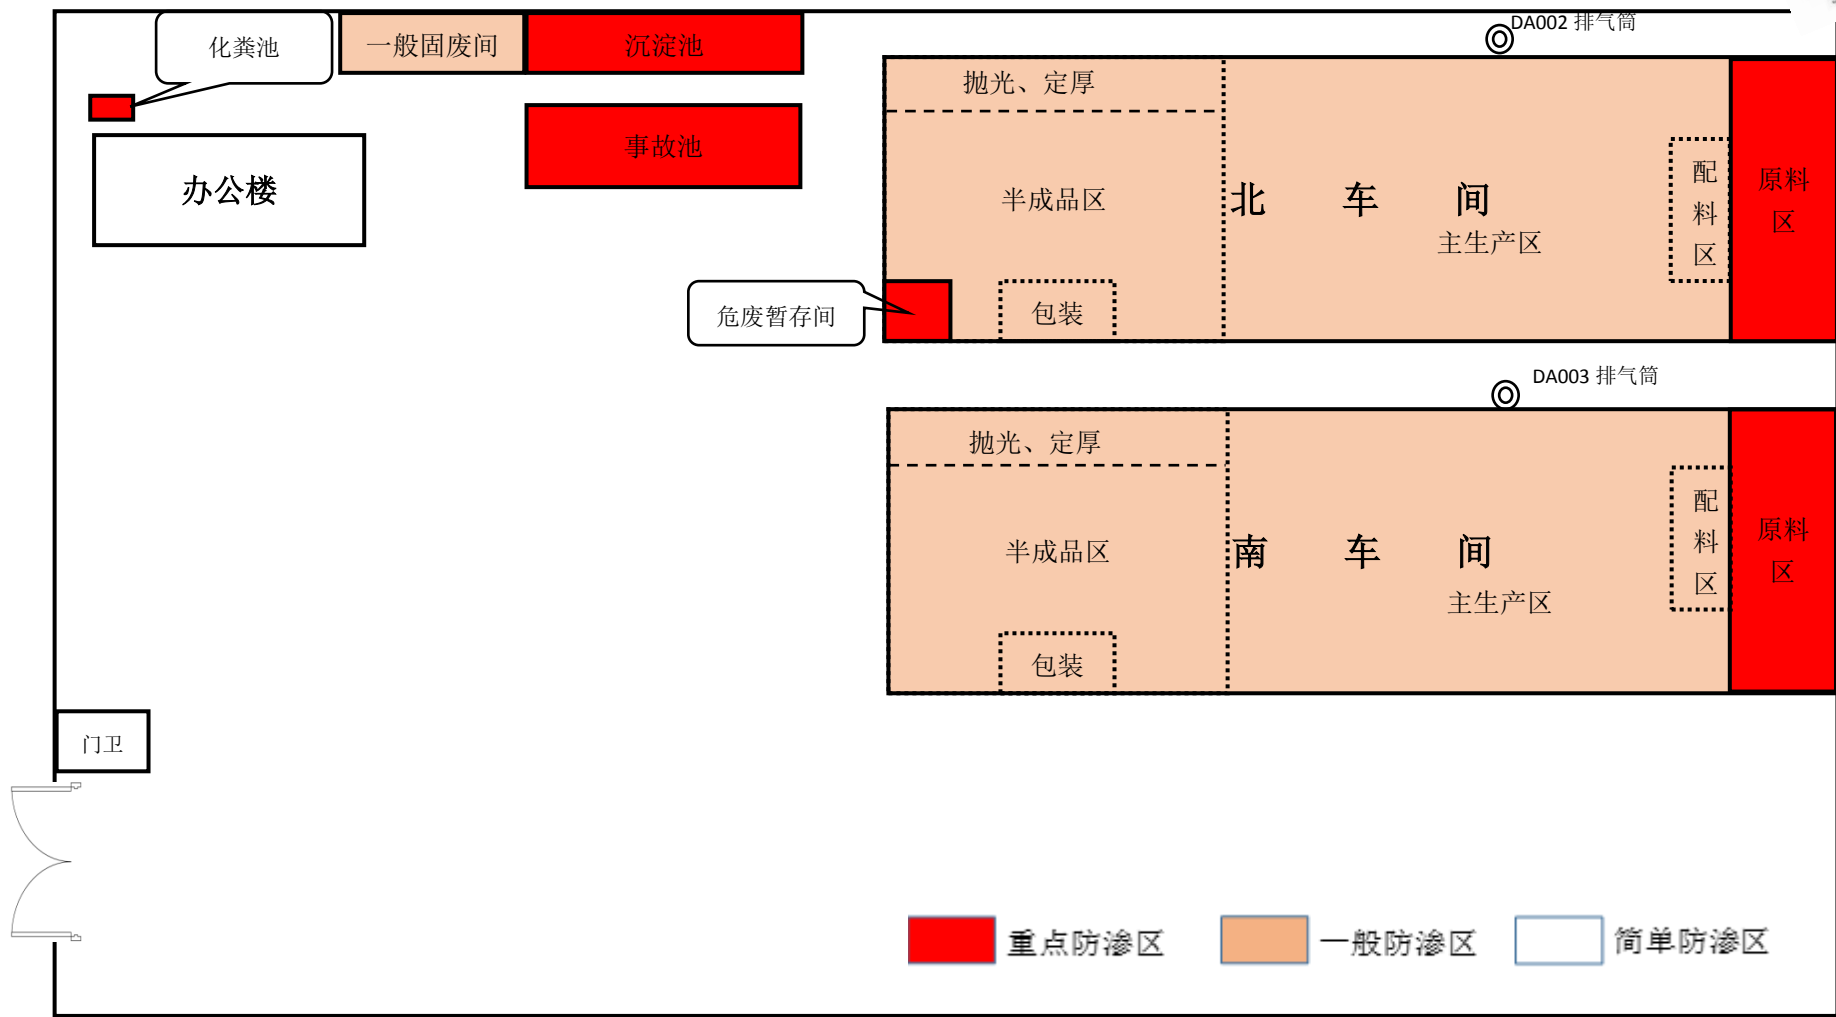 DA002 排气筒
化粪池
一般固废间
沉淀池
抛光、定厚
事故池
办公楼
半成品区
北 车 间
主生产区
配
料
区
原料
区
危废暂存间
包装
DA003 排气筒
抛光、定厚
半成品区
南 车 间
主生产区
配
料
区
原料
区
包装
门卫
重点防渗区
一般防渗区
简单防渗区